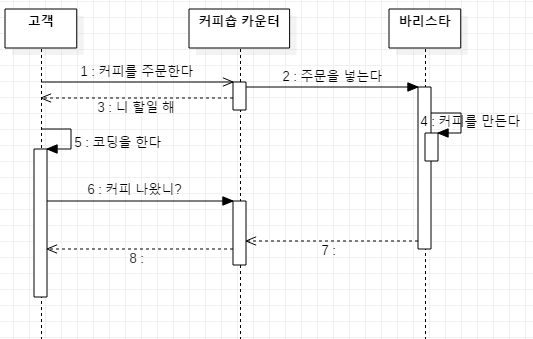 고객
커피숍 카운터
바리스타
1 : 커피를 주문한다
2 : 주문을 넣는다
3 : 니 할일 해
4 : 커피를 만든다
5 : 코딩을 한다
6 : 커피 나왔니?
7 :
8 :